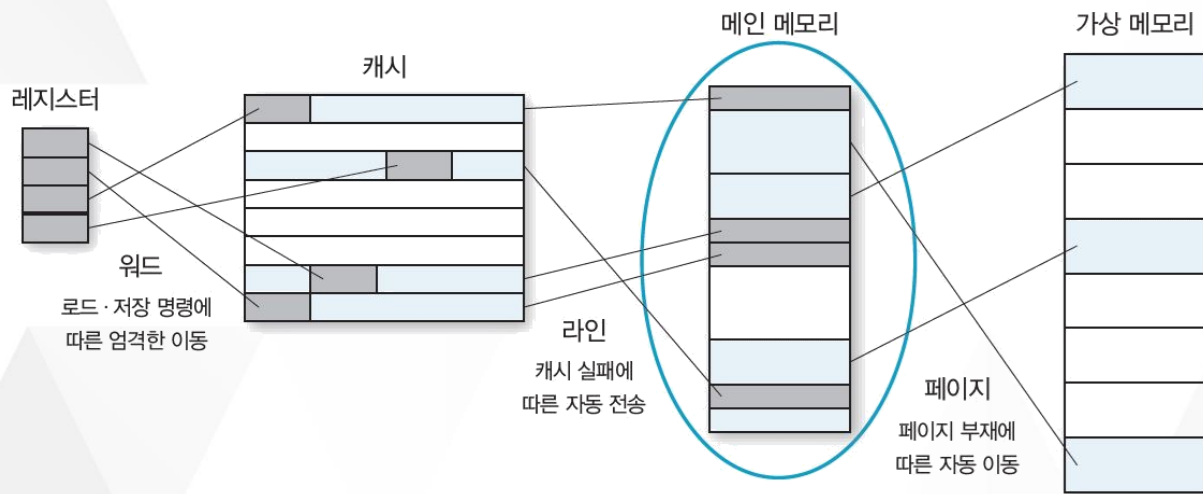 레지스터
캐시
메인 메모리
가상 메모리
워드
로드 · 저장 명령에
따른 엄격한 이동
라인
캐시 실패에
따른 자동 전송
페이지
페이지 부재에
따른 자동 이동